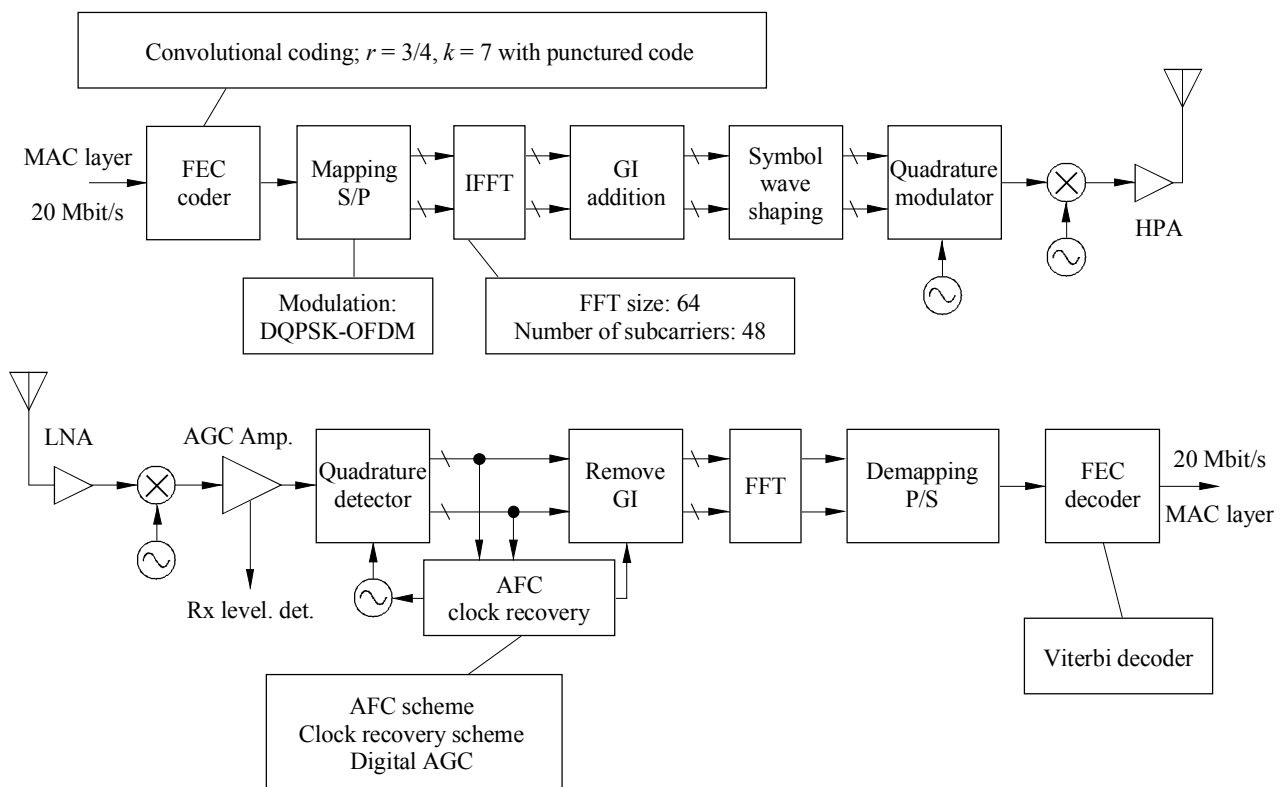 Convolutional coding; r = 3/4, k = 7 with punctured code
MAC layer
20 Mbit/s
FEC
coder
Mapping
S/P
IFFT
GI
addition
Symbol
wave
shaping
Quadrature
modulator
HPA
Modulation:
DQPSK-OFDM
FFT size: 64
Number of subcarriers: 48
LNA
AGC Amp.
Rx level. det.
Quadrature
detector
AFC
clock recovery
Remove
GI
FFT
Demapping
P/S
FEC
decoder
20 Mbit/s
MAC layer
Viterbi decoder
AFC scheme
Clock recovery scheme
Digital AGC